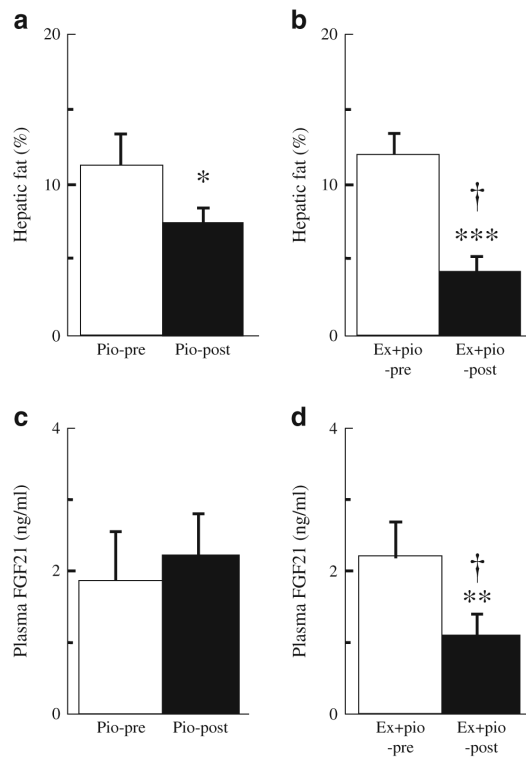 a
20
10
0
Hepatic fat (%)
*
Pio-pre Pio-post
b
20
10
0
Hepatic fat (%)
†
***
Ex+pio Ex+pio
-pre -post
c
4
2
0
Plasma FGF21 (ng/ml)
Pio-pre Pio-post
d
4
2
0
Plasma FGF21 (ng/ml)
†
**
Ex+pio Ex+pio
-pre -post